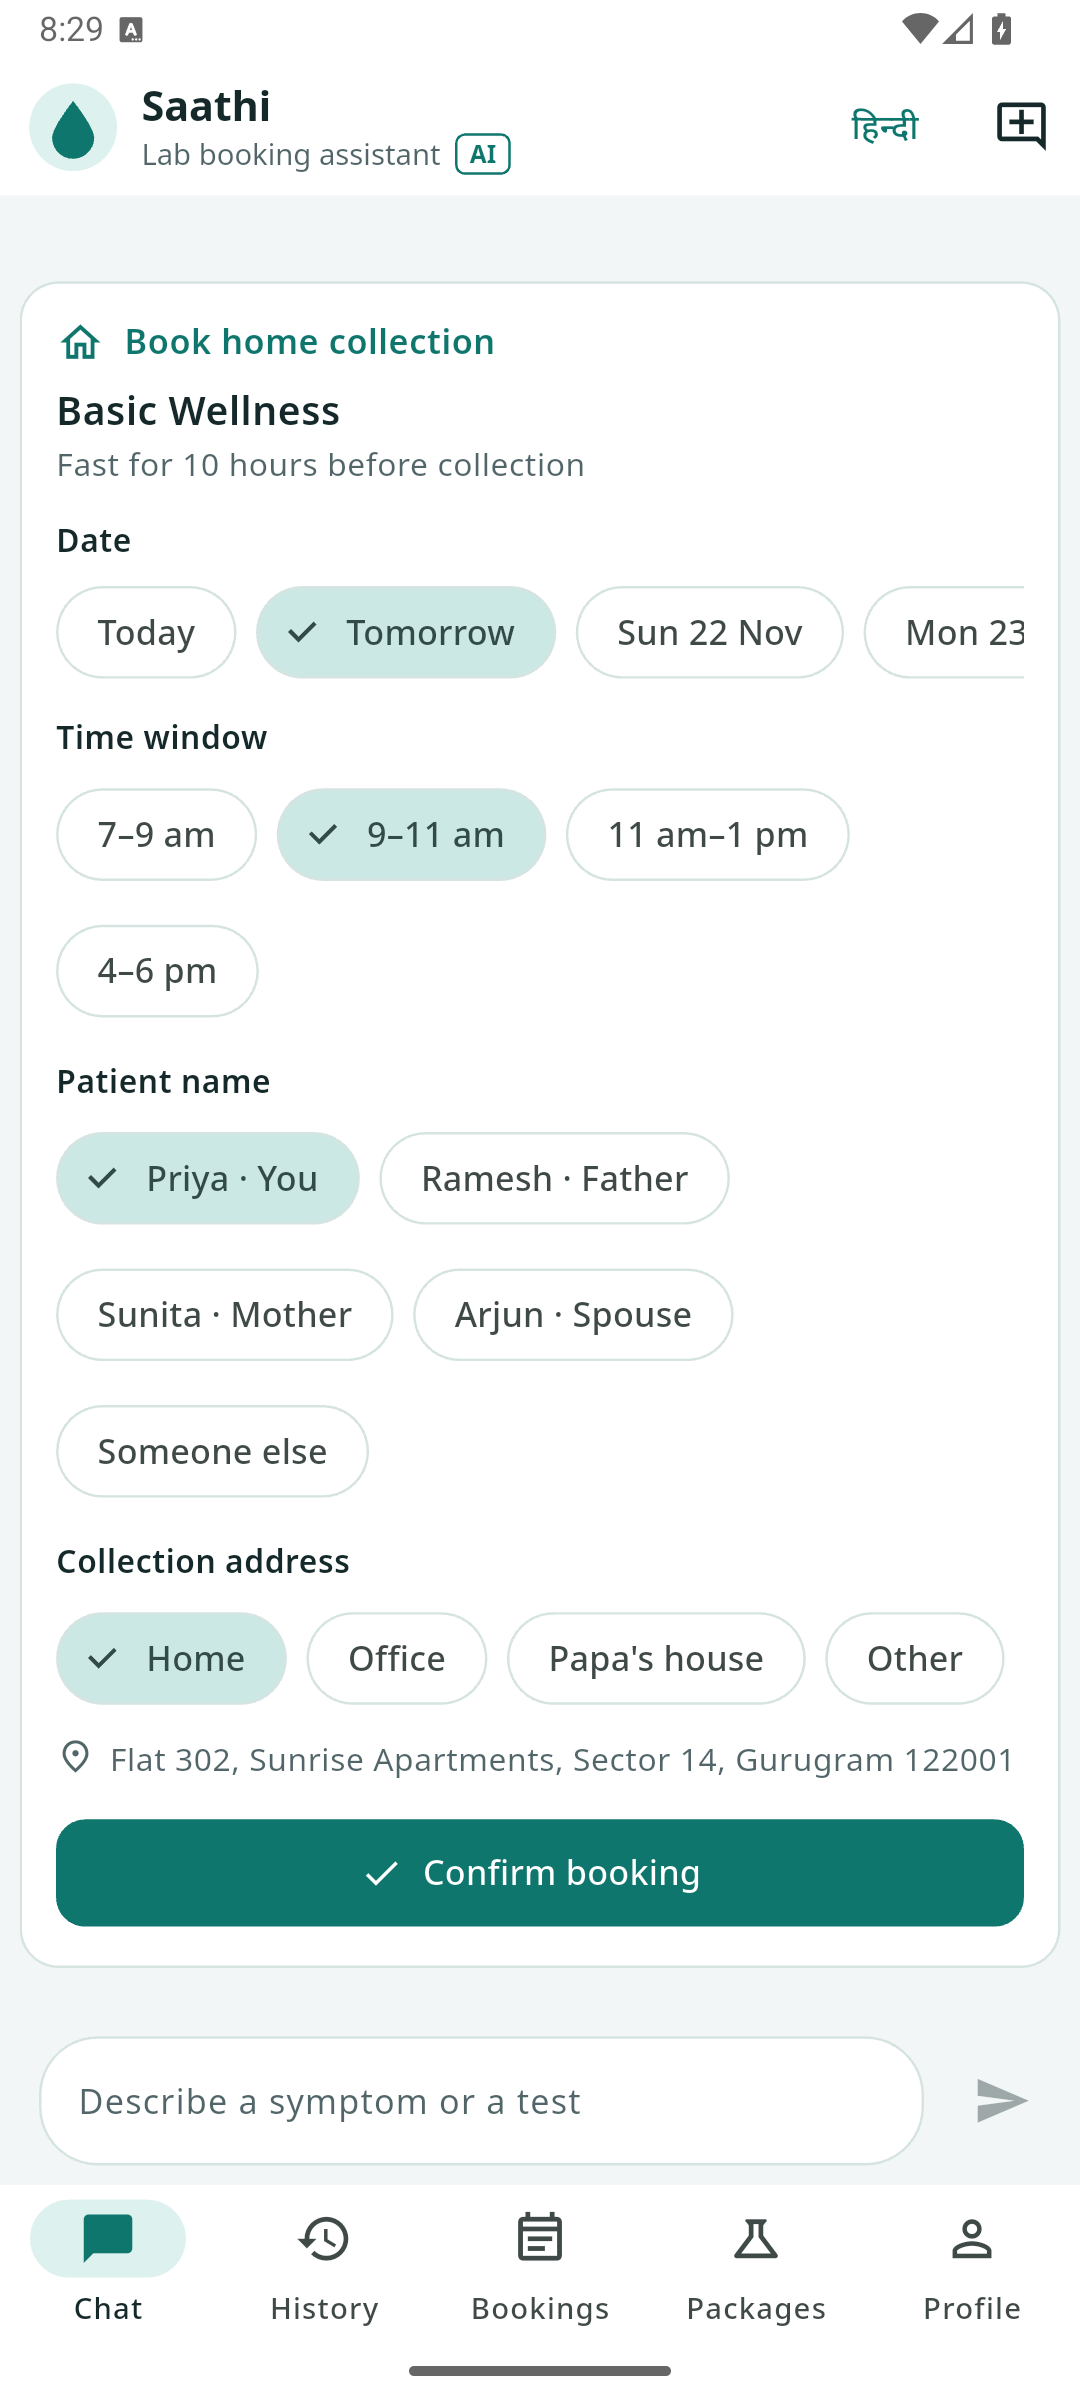 8:29
Saathi
Lab booking assistant AI
हिन्दी
Book home collection
Basic Wellness
Fast for 10 hours before collection
Date
Today Tomorrow Sun 22 Nov Mon 23
Time window
7–9 am 9–11 am 11 am–1 pm
4–6 pm
Patient name
Priya · You Ramesh · Father
Sunita · Mother Arjun · Spouse
Someone else
Collection address
Home Office Papa's house Other
Flat 302, Sunrise Apartments, Sector 14, Gurugram 122001
Confirm booking
Describe a symptom or a test
Chat History Bookings Packages Profile